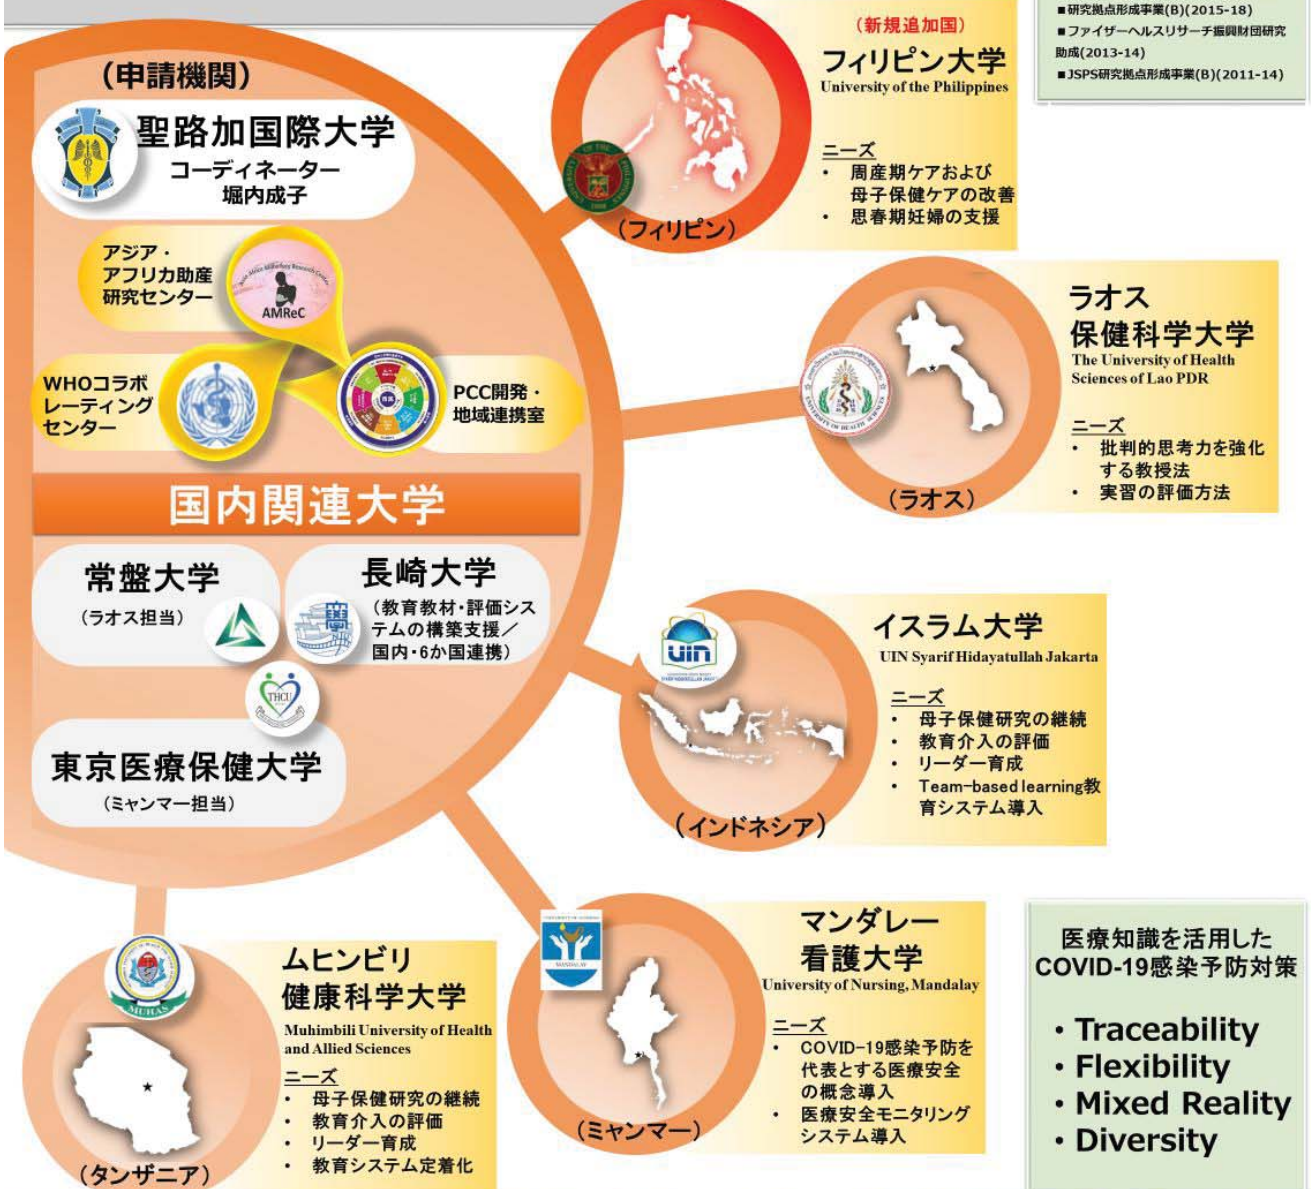 ■研究拠点形成事業(B)(2015-18)
■ファイザーヘルスリサーチ振興財団研究
助成(2013-14)
■JSPS研究拠点形成事業(B)(2011-14)
(申請機関)
聖路加国際大学
コーディネーター
堀内成子
アジア・
アフリカ助産
研究センター
Asia Africa Midwifery Research Center
AMReC
WHOコラボ
レーティング
センター
PCC開発・
地域連携室
国内関連大学
常盤大学
(ラオス担当)
長崎大学
(教育教材・評価シス
テムの構築支援／
国内・6か国連携)
THCU
東京医療保健大学
(ミャンマー担当)
(新規追加国)
フィリピン大学
University of the Philippines
ニーズ
• 周産期ケアおよび
母子保健ケアの改善
• 思春期妊婦の支援
(フィリピン)
ラオス
保健科学大学
The University of Health
Sciences of Lao PDR
ニーズ
• 批判的思考力を強化
する教授法
• 実習の評価方法
UNIVERSITY OF HEALTH SCIENCES
(ラオス)
イスラム大学
UIN Syarif Hidayatullah Jakarta
ニーズ
• 母子保健研究の継続
• 教育介入の評価
• リーダー育成
• Team-based learning教
育システム導入
uin
(インドネシア)
マンダレー
看護大学
University of Nursing, Mandalay
ニーズ
• COVID-19感染予防を
代表とする医療安全
の概念導入
• 医療安全モニタリング
システム導入
MANDALAY
(ミャンマー)
ムヒンビリ
健康科学大学
Muhimbili University of Health
and Allied Sciences
ニーズ
• 母子保健研究の継続
• 教育介入の評価
• リーダー育成
• 教育システム定着化
MUHAS
(タンザニア)
医療知識を活用した
COVID-19感染予防対策
• Traceability
• Flexibility
• Mixed Reality
• Diversity